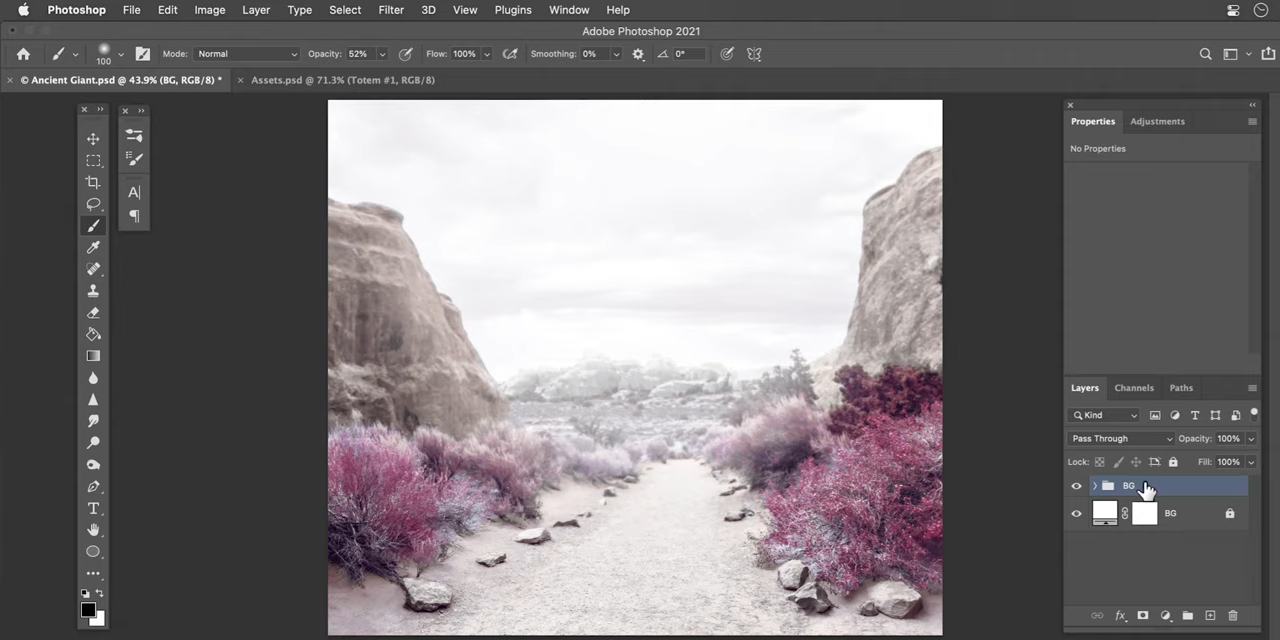 Photoshop File Edit Image Layer Type Select Filter 3D View Plugins Window Help
Adobe Photoshop 2021
100 Mode: Normal Opacity: 52% Flow: 100% Smoothing: 0% 0°
© Ancient Giant.psd @ 43.9% (BG, RGB/8) * Assets.psd @ 71.3% (Totem #1, RGB/8)
Properties Adjustments
No Properties
Layers Channels Paths
Kind
Pass Through Opacity: 100%
Lock: Fill: 100%
BG
BG